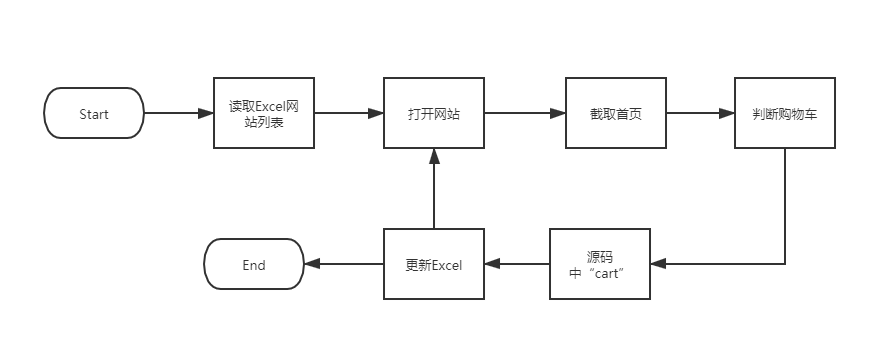 Start
读取Excel网
站列表
打开网站
截取首页
判断购物车
End
更新Excel
源码
中“cart”